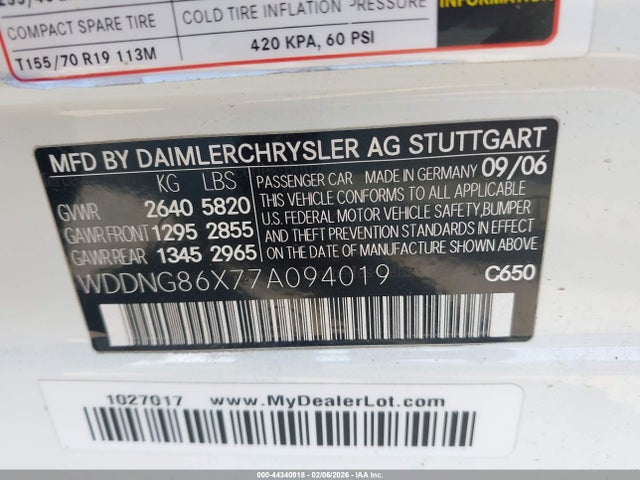 COMPACT SPARE TIRE
T155/70 R19 113M
COLD TIRE INFLATION PRESSURE
420 KPA, 60 PSI
INFORMATION
MFD BY DAIMLERCHRYSLER AG STUTTGART
KG LBS
GVWR 2640 5820
GAWR.FRONT 1295 2855
GAWR.REAR 1345 2965
PASSENGER CAR MADE IN GERMANY 09/06
THIS VEHICLE CONFORMS TO ALL APPLICABLE
U.S. FEDERAL MOTOR VEHICLE SAFETY,BUMPER
AND THEFT PREVENTION STANDARDS IN EFFECT
ON THE DATE OF MANUFACTURE SHOWN ABOVE.
WDDNG86X77A094019 C650
1027017 www.MyDealerLot.com
000-44340918 - 02/06/2026 - IAAI - Copart, Inc.